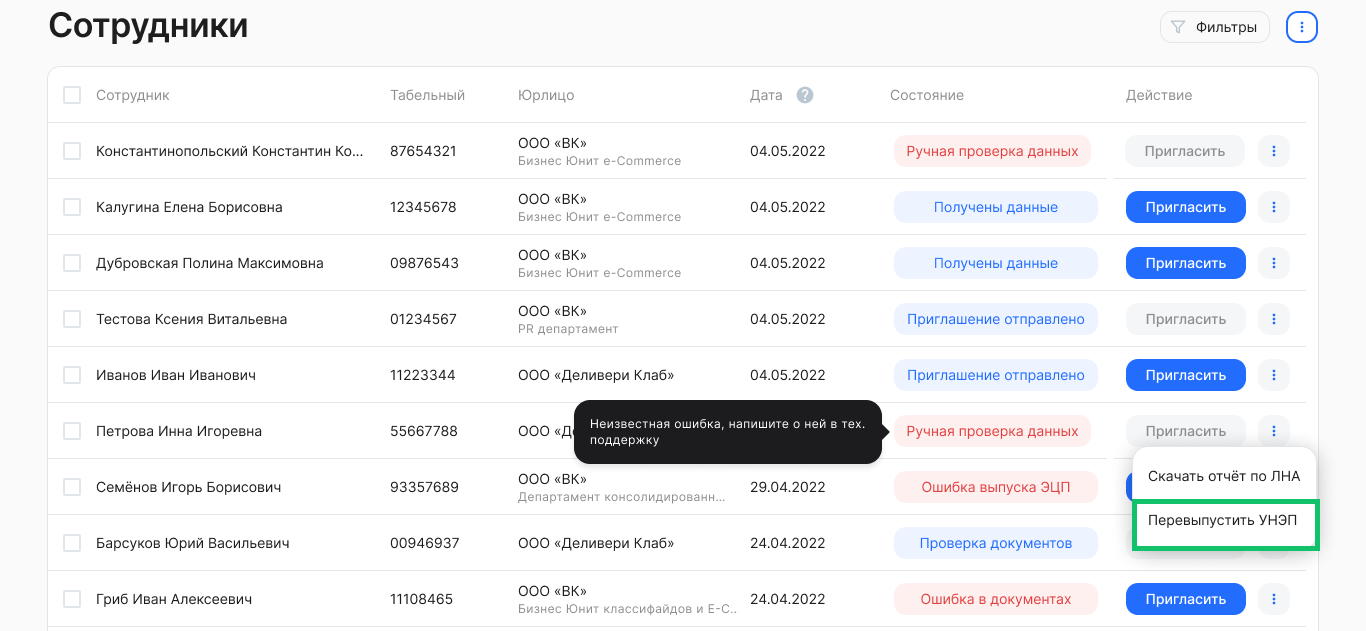 Сотрудники
Фильтры
Сотрудник Табельный Юрлицо Дата ? Состояние Действие
Константинопольский Константин Ко... 87654321 ООО «ВК» 04.05.2022 Ручная проверка данных Пригласить
Бизнес Юнит e-Commerce
Калугина Елена Борисовна 12345678 ООО «ВК» 04.05.2022 Получены данные Пригласить
Бизнес Юнит e-Commerce
Дубровская Полина Максимовна 09876543 ООО «ВК» 04.05.2022 Получены данные Пригласить
Бизнес Юнит e-Commerce
Тестова Ксения Витальевна 01234567 ООО «ВК» 04.05.2022 Приглашение отправлено Пригласить
PR департамент
Иванов Иван Иванович 11223344 ООО «Деливери Клаб» 04.05.2022 Приглашение отправлено Пригласить
Петрова Инна Игоревна 55667788 ООО Ручная проверка данных Пригласить
Неизвестная ошибка, напишите о ней в тех.
поддержку
Скачать отчёт по ЛНА
Перевыпустить УНЭП
Семёнов Игорь Борисович 93357689 ООО «ВК» 29.04.2022 Ошибка выпуска ЭЦП
Департамент консолидированн...
Барсуков Юрий Васильевич 00946937 ООО «Деливери Клаб» 24.04.2022 Проверка документов
Гриб Иван Алексеевич 11108465 ООО «ВК» 24.04.2022 Ошибка в документах Пригласить
Бизнес Юнит классифайдов и E-C..